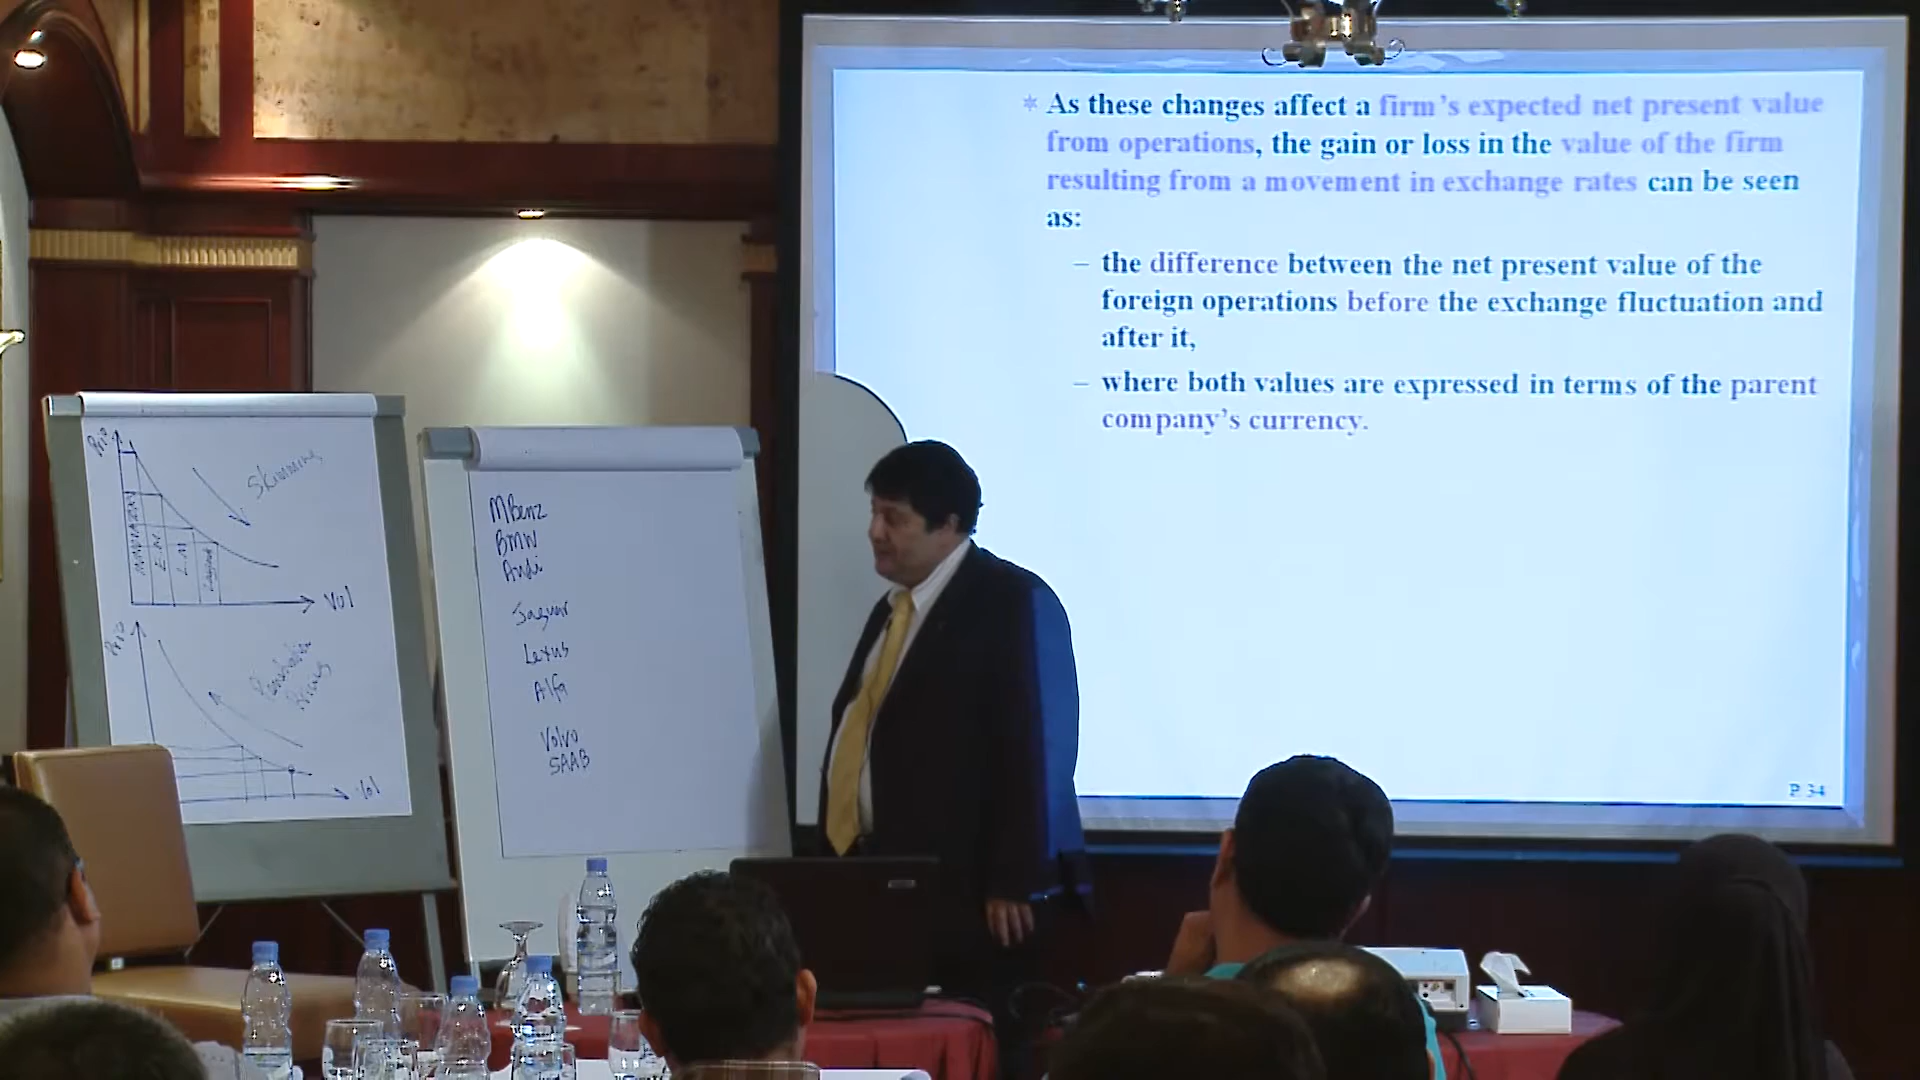 * As these changes affect a firm's expected net present value
from operations, the gain or loss in the value of the firm
resulting from a movement in exchange rates can be seen
as:
– the difference between the net present value of the
foreign operations before the exchange fluctuation and
after it,
– where both values are expressed in terms of the parent
company's currency.
P. 34
Skimming
E.M
L.M
Vol
Vol
MBenz
BMW
Audi
Jaguar
Lexus
Alfa
Volvo
SAAB